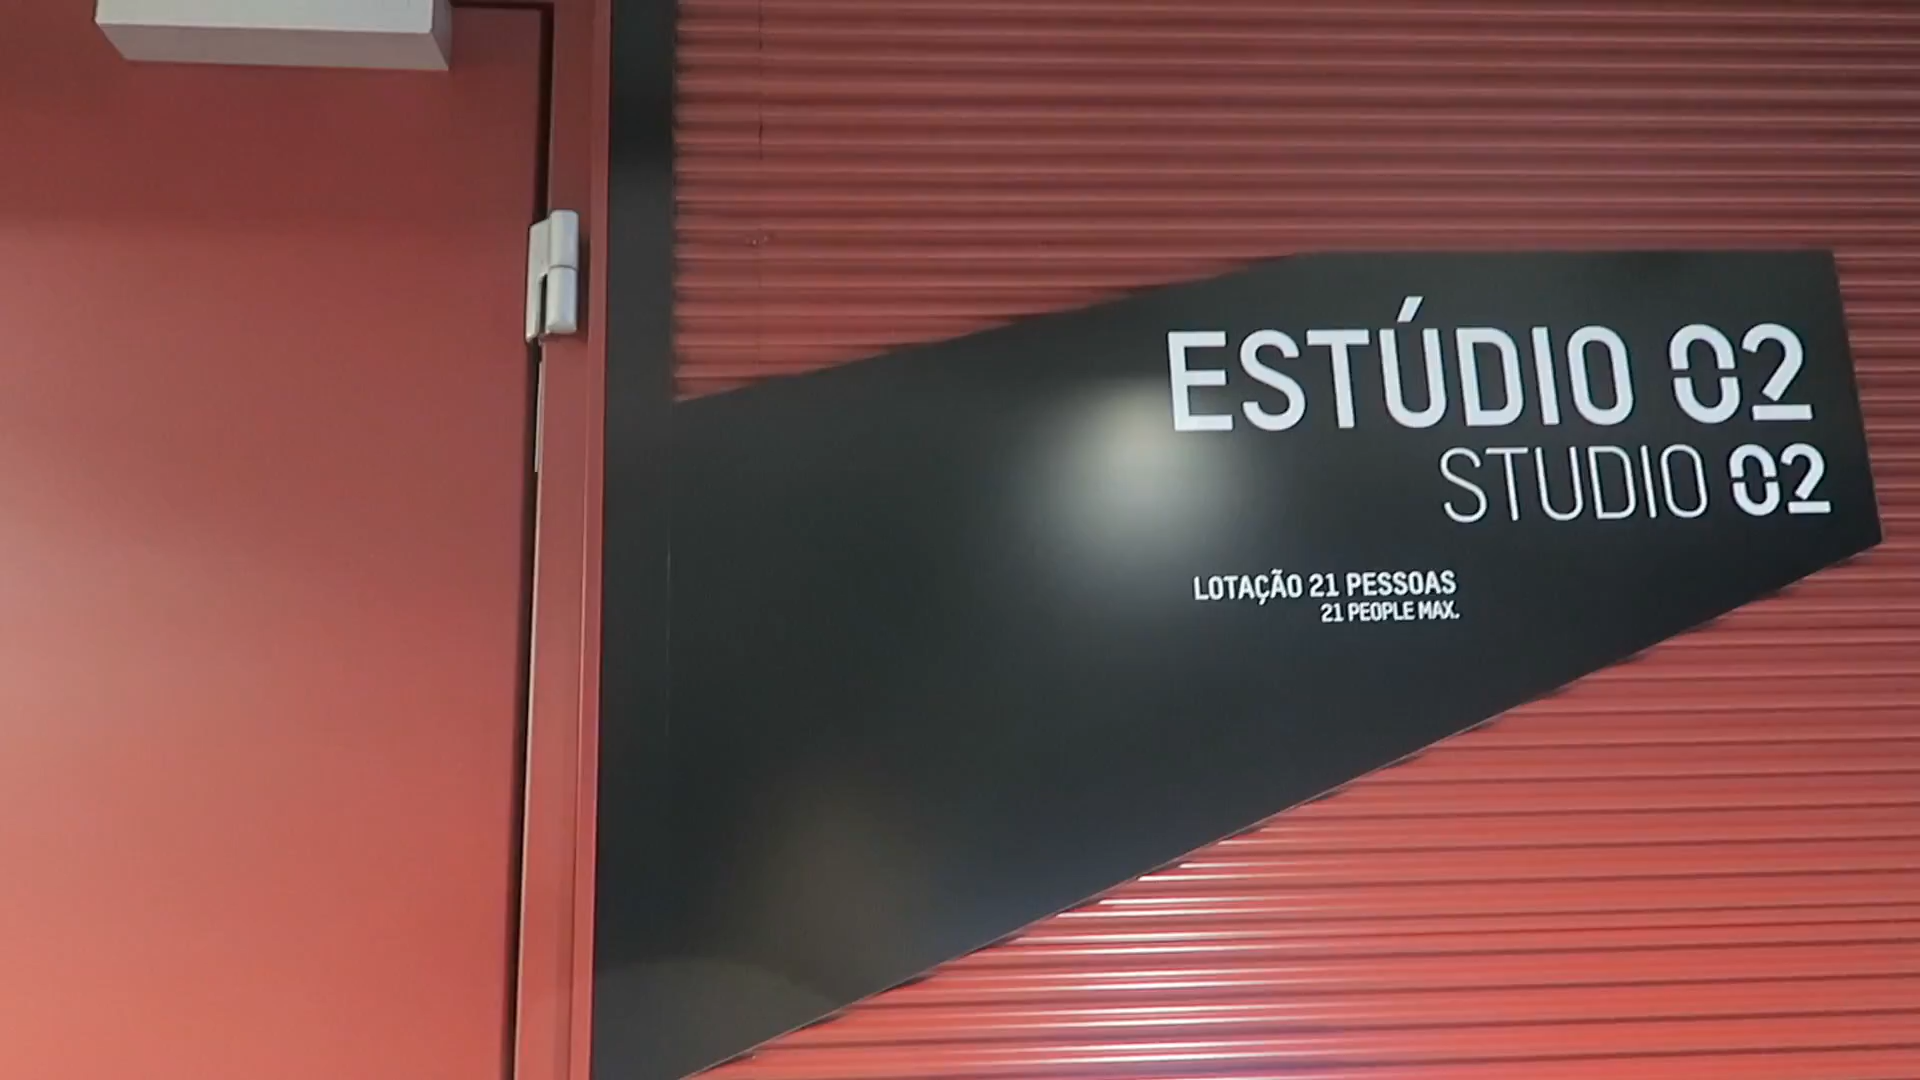 ESTÚDIO 02
STUDIO 02
LOTAÇÃO 21 PESSOAS
21 PEOPLE MAX.